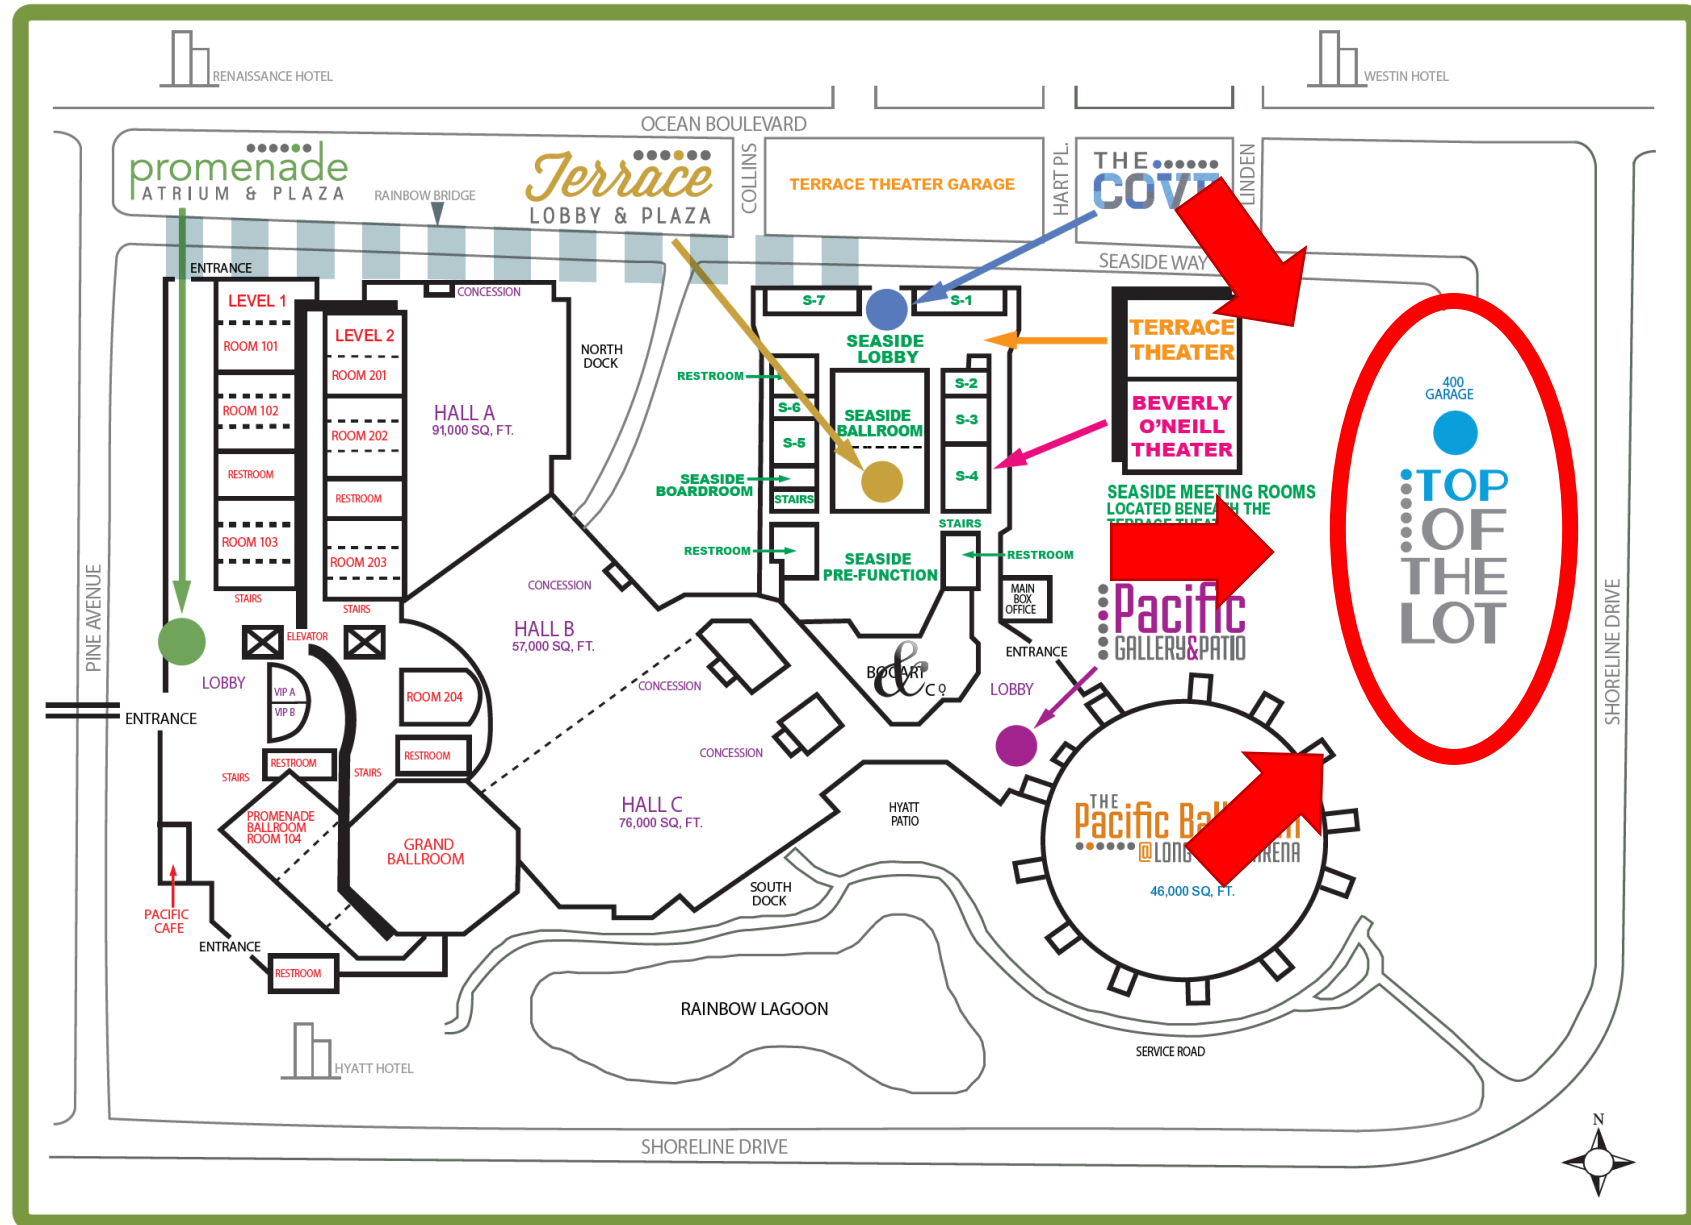 RENAISSANCE HOTEL
WESTIN HOTEL
OCEAN BOULEVARD
promenade
ATRIUM & PLAZA
RAINBOW BRIDGE
Terrace
LOBBY & PLAZA
COLLINS
TERRACE THEATER GARAGE
HART PL.
THE
LINDEN
SEASIDE WAY
ENTRANCE
LEVEL 1
ROOM 101
ROOM 102
RESTROOM
ROOM 103
STAIRS
LEVEL 2
ROOM 201
ROOM 202
RESTROOM
ROOM 203
STAIRS
CONCESSION
HALL A
91,000 SQ, FT.
NORTH
DOCK
S-7
S-1
SEASIDE
LOBBY
RESTROOM
S-6
S-5
SEASIDE
BOARDROOM
STAIRS
SEASIDE
BALLROOM
S-2
S-3
S-4
STAIRS
RESTROOM
SEASIDE
PRE-FUNCTION
RESTROOM
TERRACE
THEATER
BEVERLY
O'NEILL
THEATER
SEASIDE MEETING ROOMS
LOCATED BENEATH THE
400
GARAGE
TOP
OF
THE
LOT
PINE AVENUE
SHORELINE DRIVE
ELEVATOR
LOBBY
VIP A
VIP B
ENTRANCE
ROOM 204
RESTROOM
RESTROOM
STAIRS
STAIRS
CONCESSION
HALL B
57,000 SQ, FT.
CONCESSION
CONCESSION
MAIN
BOX
OFFICE
ENTRANCE
BOGART
& CO
LOBBY
Pacific
GALLERY&PATIO
PROMENADE
BALLROOM
ROOM 104
GRAND
BALLROOM
HALL C
76,000 SQ, FT.
HYATT
PATIO
THE
Pacific
@LONG
46,000 SQ, FT.
SOUTH
DOCK
PACIFIC
CAFE
ENTRANCE
RESTROOM
RAINBOW LAGOON
SERVICE ROAD
HYATT HOTEL
SHORELINE DRIVE
N